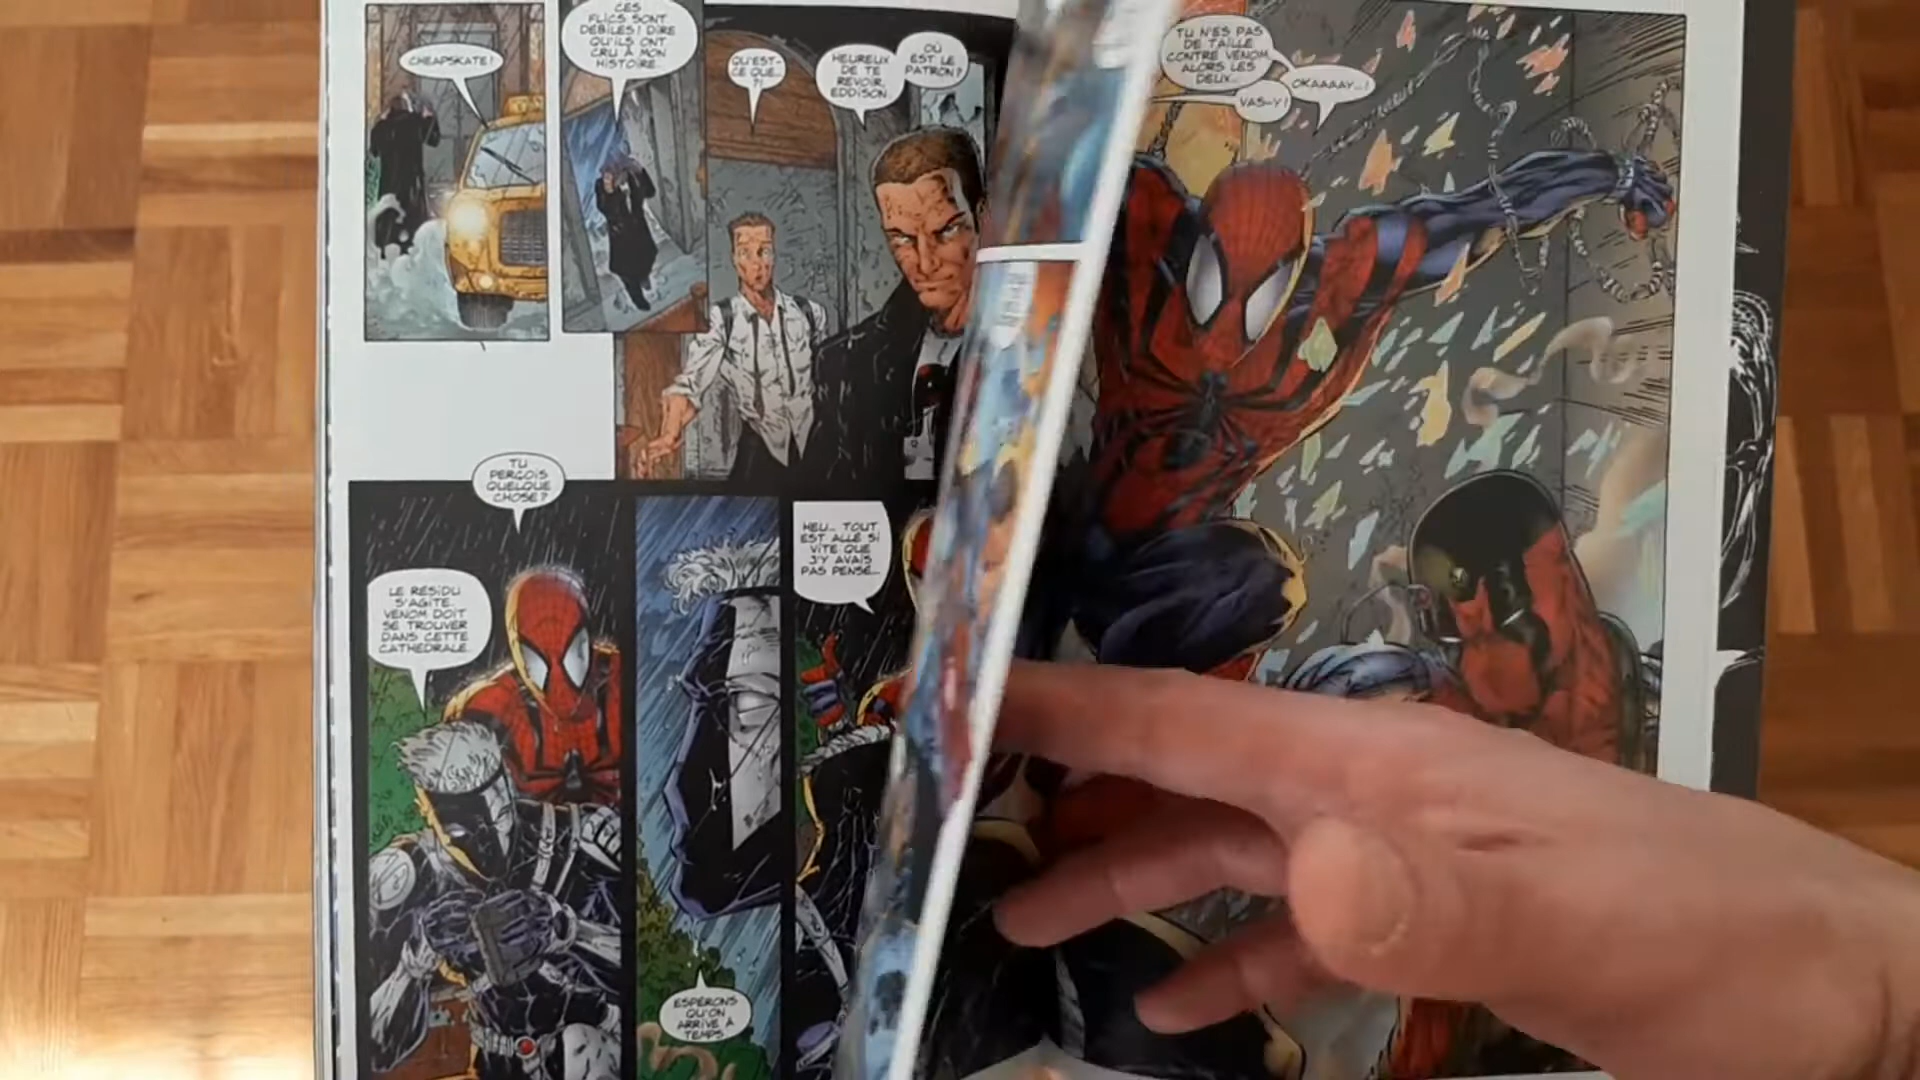 CHEAPSKATE!
CES
FLICS SONT
DÉBILES! DIRE
QU'ILS ONT
CRU À MON
HISTOIRE...
QU'EST-
CE QUE...
?!
HEUREUX
DE TE
REVOIR,
EDDISON.
OÙ
EST LE
PATRON?
TU
PERÇOIS
QUELQUE
CHOSE?
LE RÉSIDU
S'AGITE.
VENOM DOIT
SE TROUVER
DANS CETTE
CATHÉDRALE.
ESPÉRONS
QU'ON
ARRIVE À
TEMPS.
HEU... TOUT
EST ALLÉ SI
VITE QUE
J'Y AVAIS
PAS PENSÉ...
TU N'ES PAS
DE TAILLE
CONTRE VENOM
ALORS LES
DEUX...
VAS-Y!
OKAAAAY...!